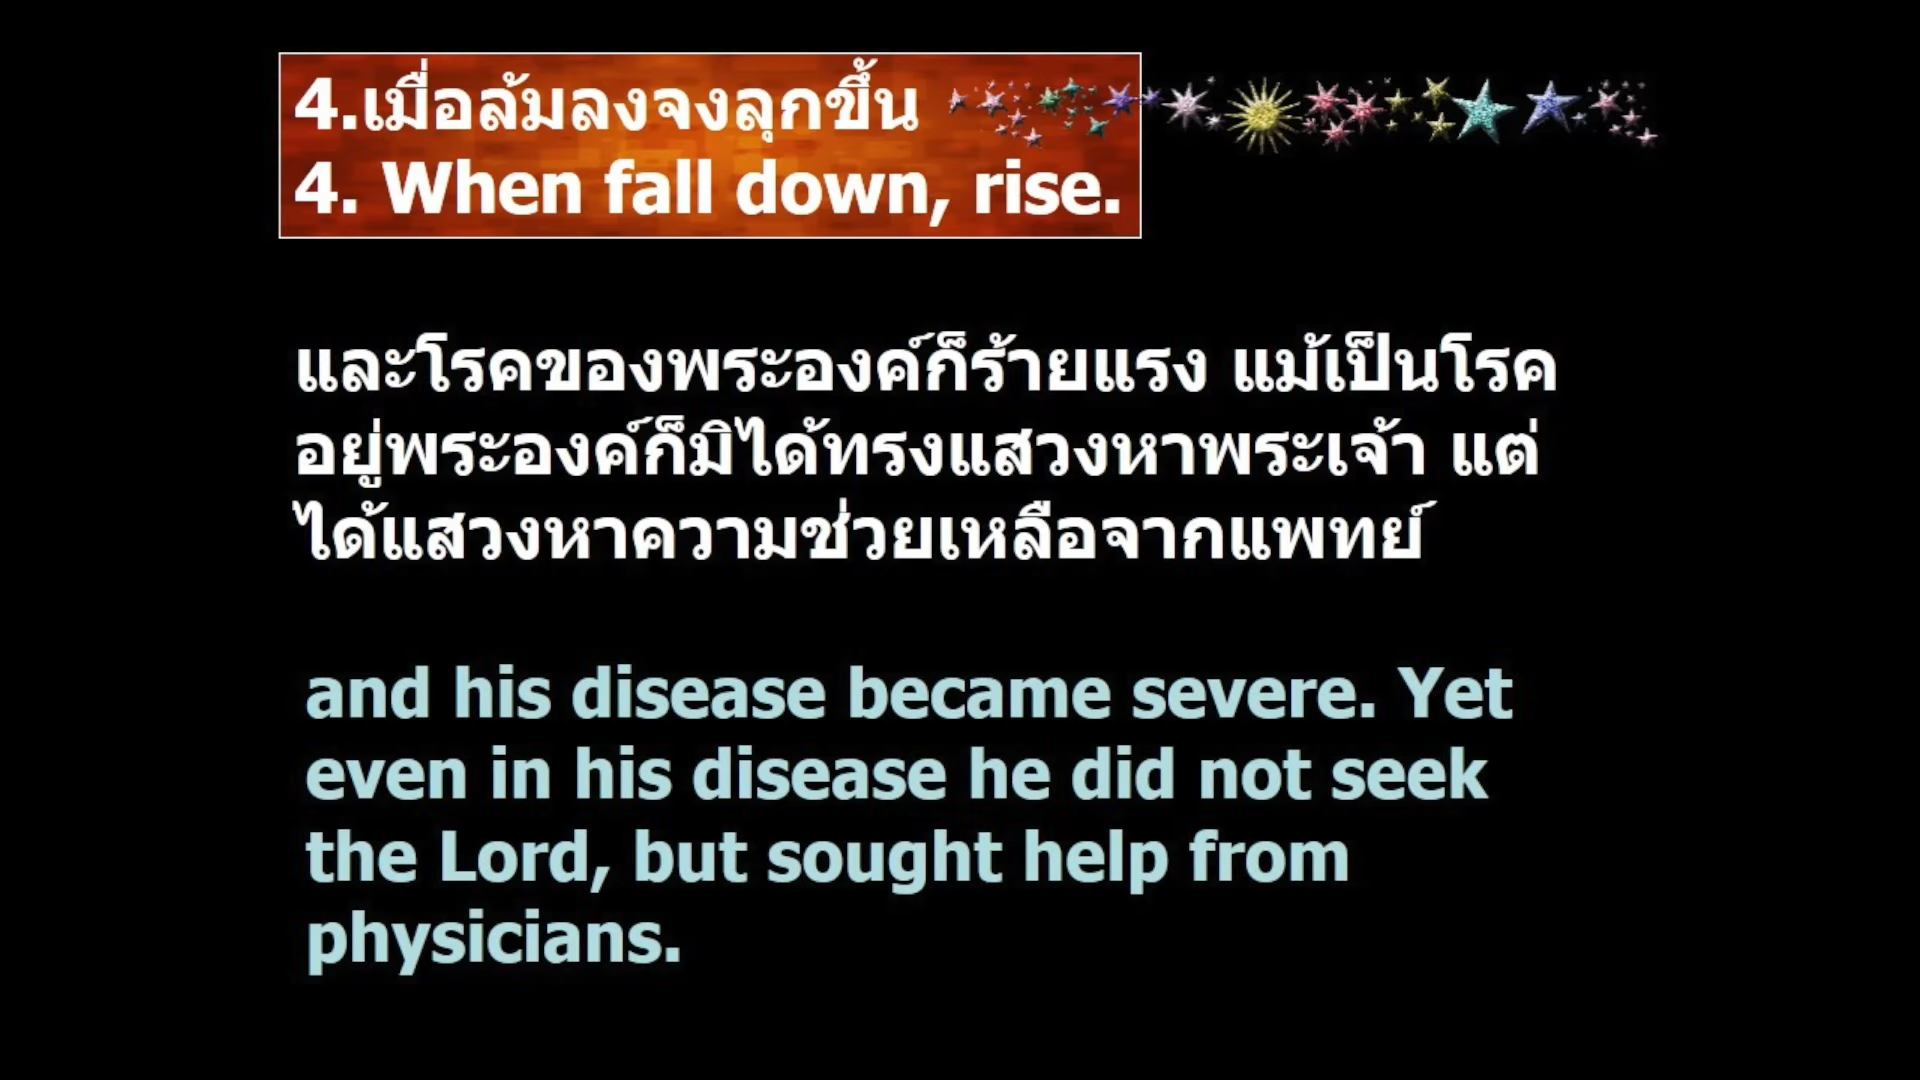 4.เมื่อล้มลงจงลุกขึ้น
4. When fall down, rise.
และโรคของพระองค์ก็ร้ายแรง แม้เป็นโรค
อยู่พระองค์ก็มิได้ทรงแสวงหาพระเจ้า แต่
ได้แสวงหาความช่วยเหลือจากแพทย์
and his disease became severe. Yet
even in his disease he did not seek
the Lord, but sought help from
physicians.